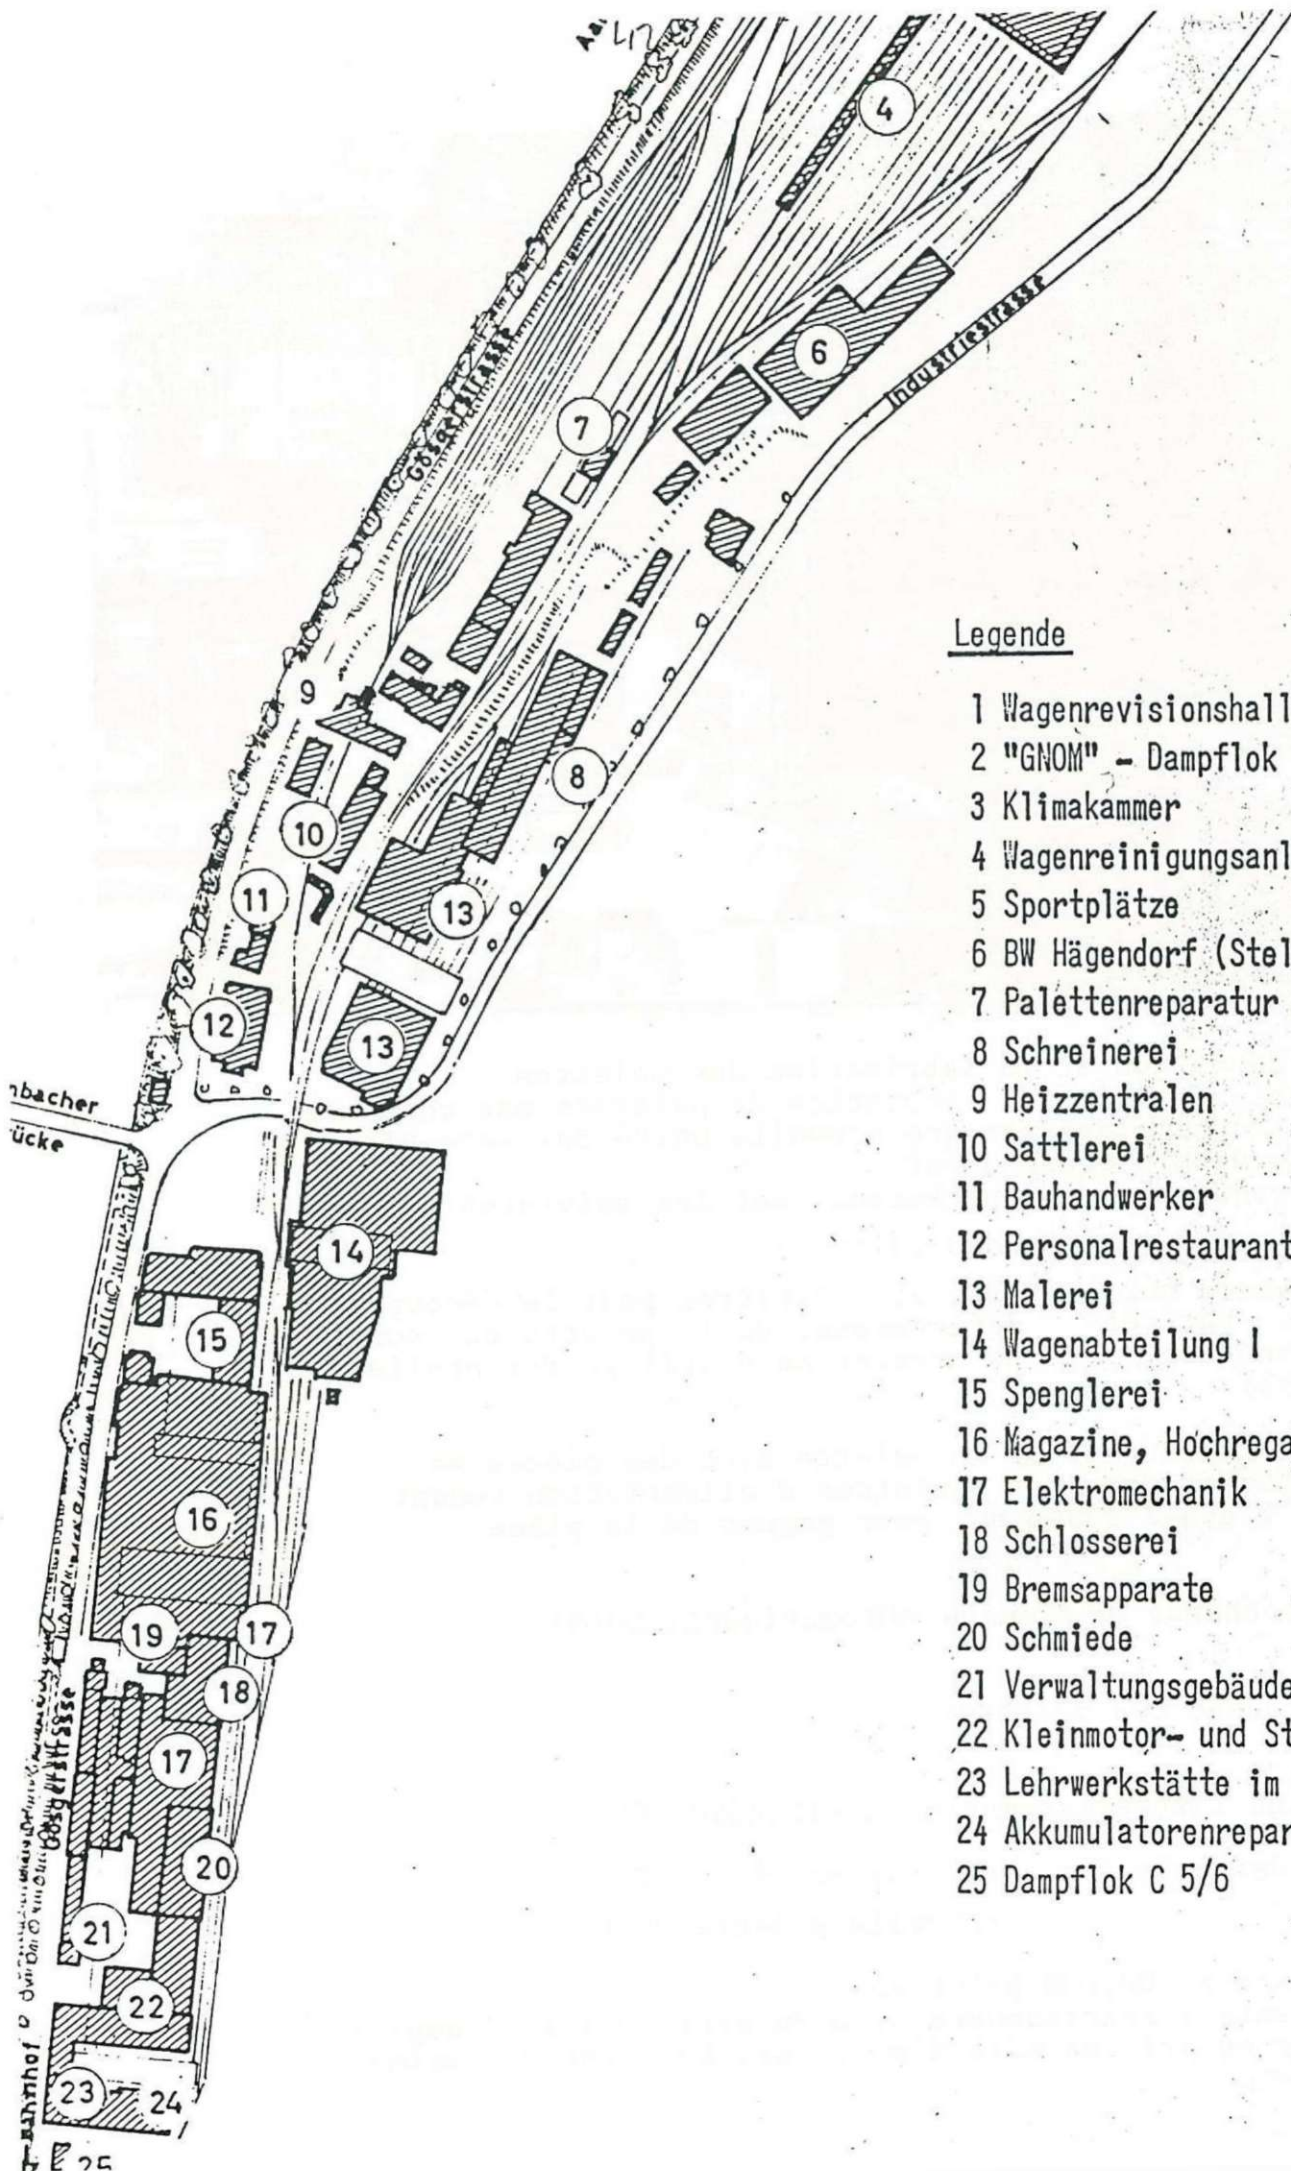 4
6
Industriestrasse
Gösgerstrasse
7
9
8
10
11
13
12
13
bacher
ücke
14
15
16
19
17
18
Gösgerstrasse
17
20
21
22
23
24
Bahnhof
25
Legende
1 Wagenrevisionshall
2 "GNOM" - Dampflok
3 Klimakammer
4 Wagenreinigungsanl
5 Sportplätze
6 BW Hägendorf (Stel
7 Palettenreparatur
8 Schreinerei
9 Heizzentralen
10 Sattlerei
11 Bauhandwerker
12 Personalrestaurant
13 Malerei
14 Wagenabteilung I
15 Spenglerei
16 Magazine, Hochrega
17 Elektromechanik
18 Schlosserei
19 Bremsapparate
20 Schmiede
21 Verwaltungsgebäude
22 Kleinmotor- und St
23 Lehrwerkstätte im
24 Akkumulatorenrepar
25 Dampflok C 5/6